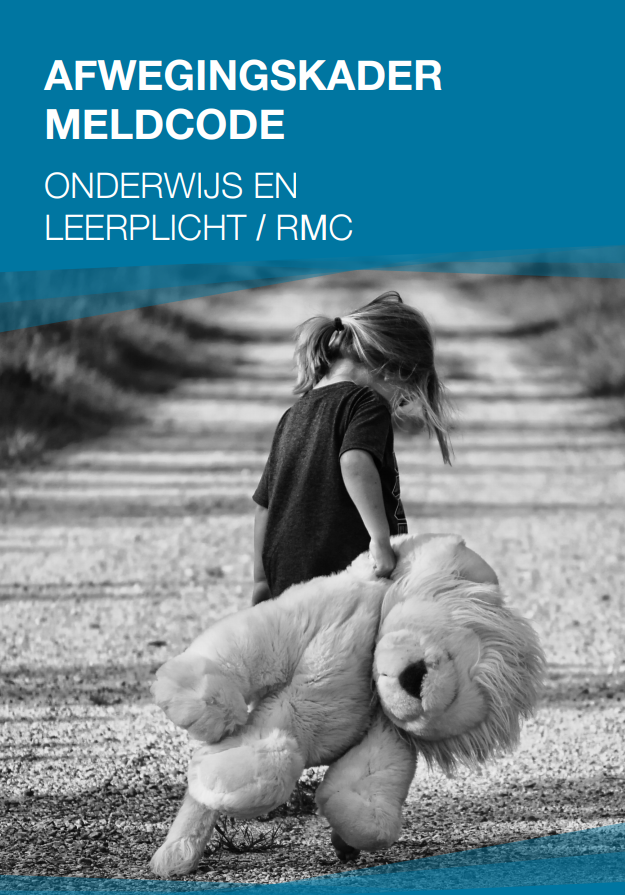 AFWEGINGSKADER
MELDCODE
ONDERWIJS EN
LEERPLICHT / RMC